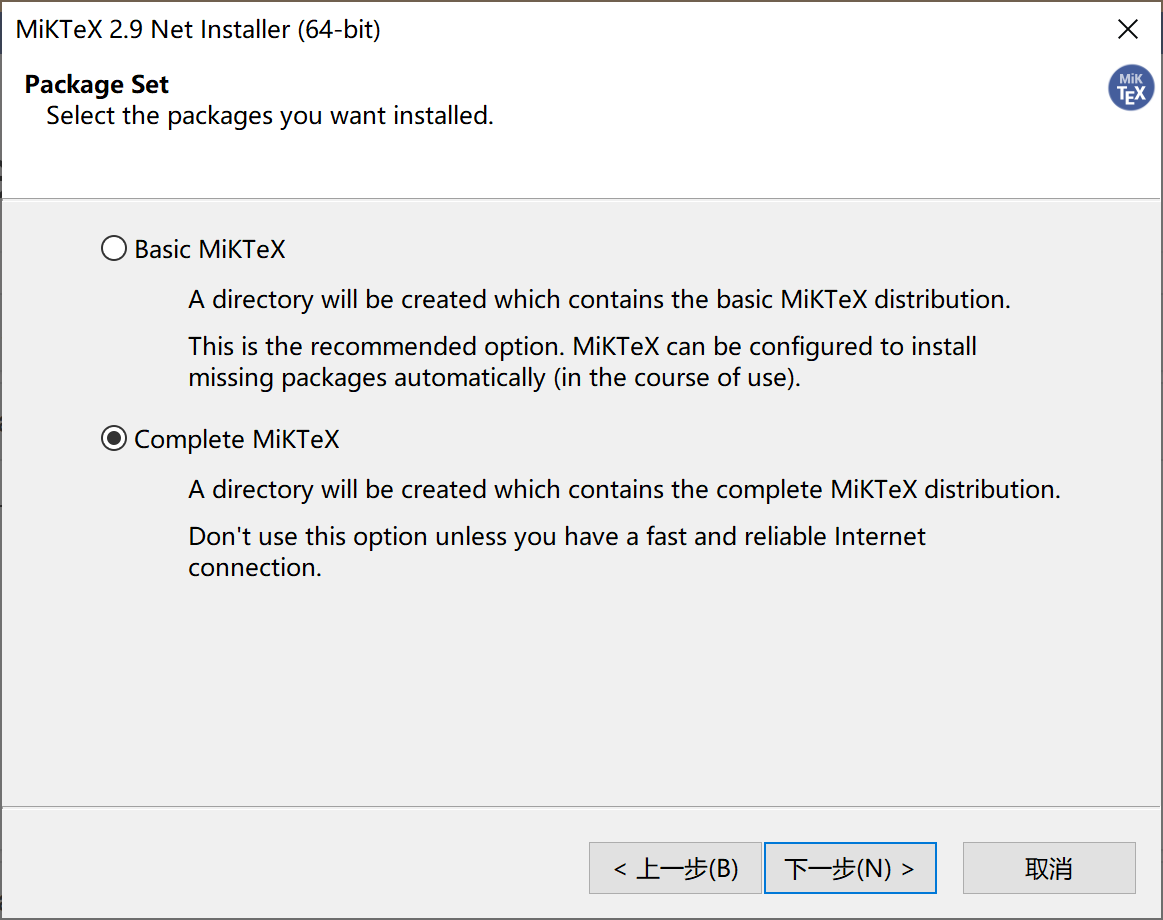 MiKTeX 2.9 Net Installer (64-bit)
Package Set
Select the packages you want installed.
MiK
TEX
Basic MiKTeX
A directory will be created which contains the basic MiKTeX distribution.
This is the recommended option. MiKTeX can be configured to install
missing packages automatically (in the course of use).
Complete MiKTeX
A directory will be created which contains the complete MiKTeX distribution.
Don't use this option unless you have a fast and reliable Internet
connection.
< 上一步(B) 下一步(N) > 取消